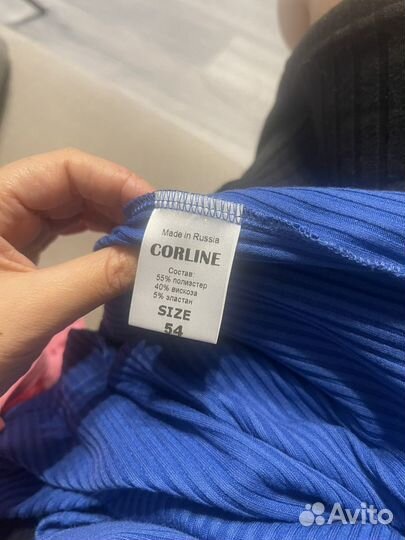 Made in Russia
CORLINE
Состав:
55% полиэстер
40% вискоза
5% эластан
SIZE
54
Avito